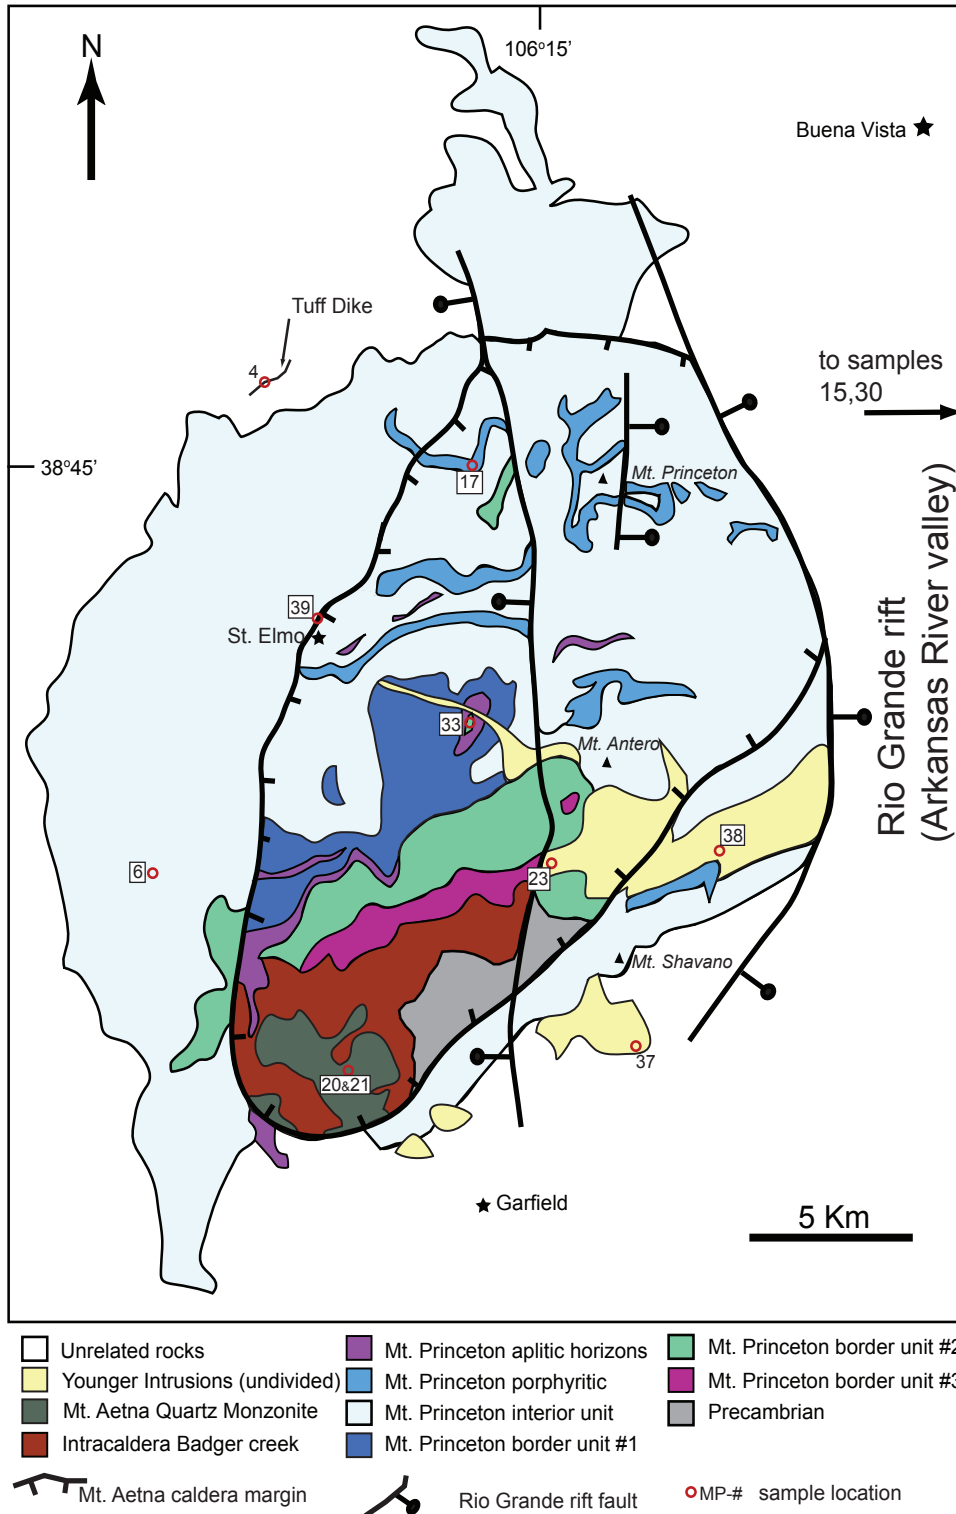 106°15'
N
Buena Vista
Tuff Dike
4
to samples
15,30
38°45'
17
Mt. Princeton
Rio Grande rift
(Arkansas River valley)
39
St. Elmo
33
Mt. Antero
38
6
23
Mt. Shavano
37
20&21
Garfield
5 Km
Unrelated rocks
Younger Intrusions (undivided)
Mt. Aetna Quartz Monzonite
Intracaldera Badger creek
Mt. Princeton aplitic horizons
Mt. Princeton porphyritic
Mt. Princeton interior unit
Mt. Princeton border unit #1
Mt. Princeton border unit #2
Mt. Princeton border unit #3
Precambrian
Mt. Aetna caldera margin
Rio Grande rift fault
MP-# sample location